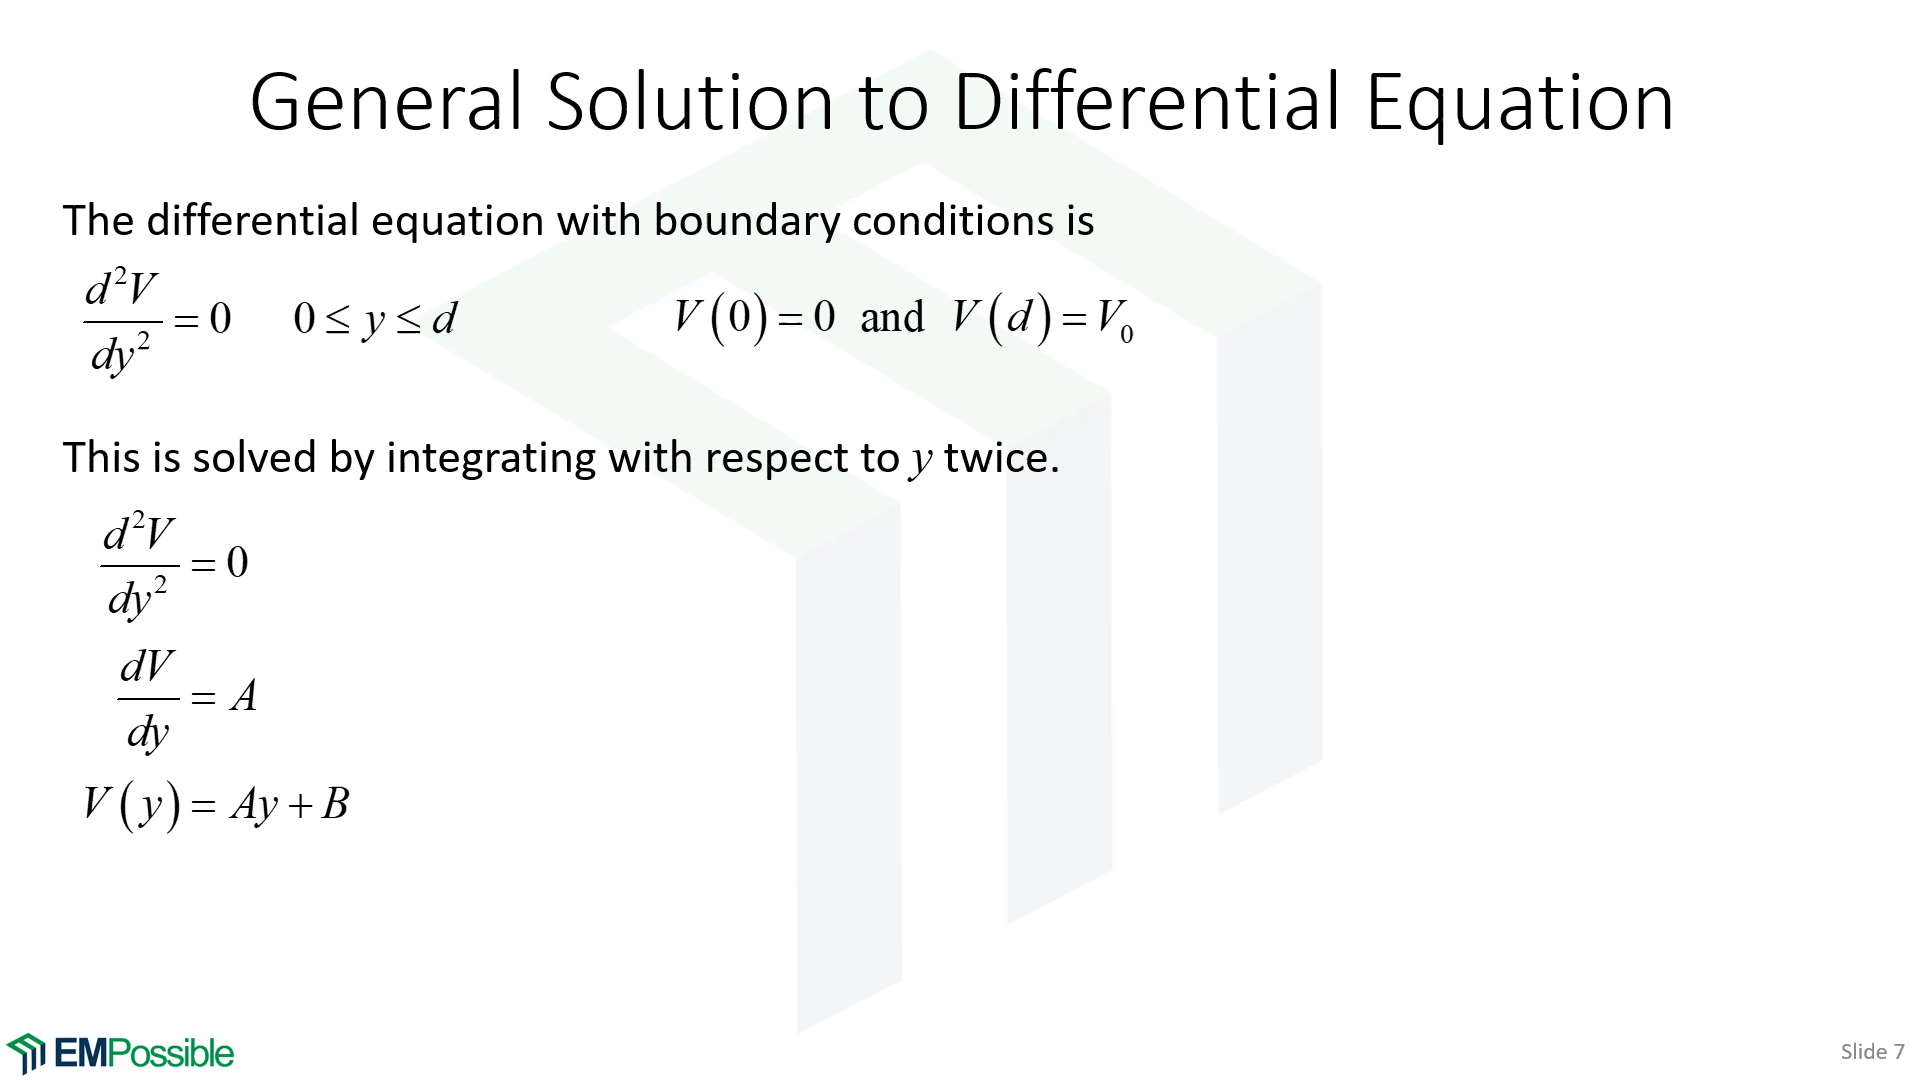 General Solution to Differential Equation
The differential equation with boundary conditions is
d²V/dy² = 0   0 ≤ y ≤ d   V(0) = 0 and V(d) = V₀
This is solved by integrating with respect to y twice.
d²V/dy² = 0
dV/dy = A
V(y) = Ay + B
EMPossible
Slide 7